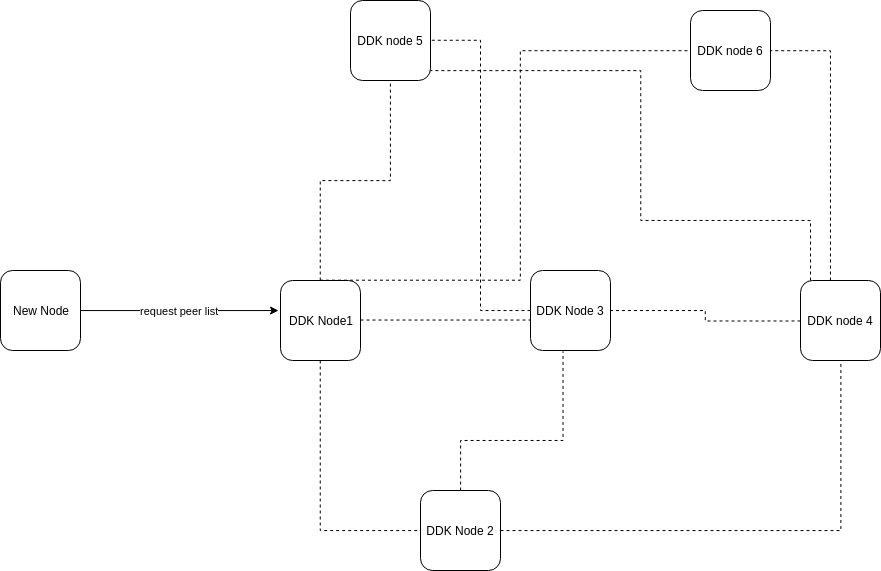 DDK node 5
DDK node 6
New Node
request peer list
DDK Node1
DDK Node 3
DDK node 4
DDK Node 2